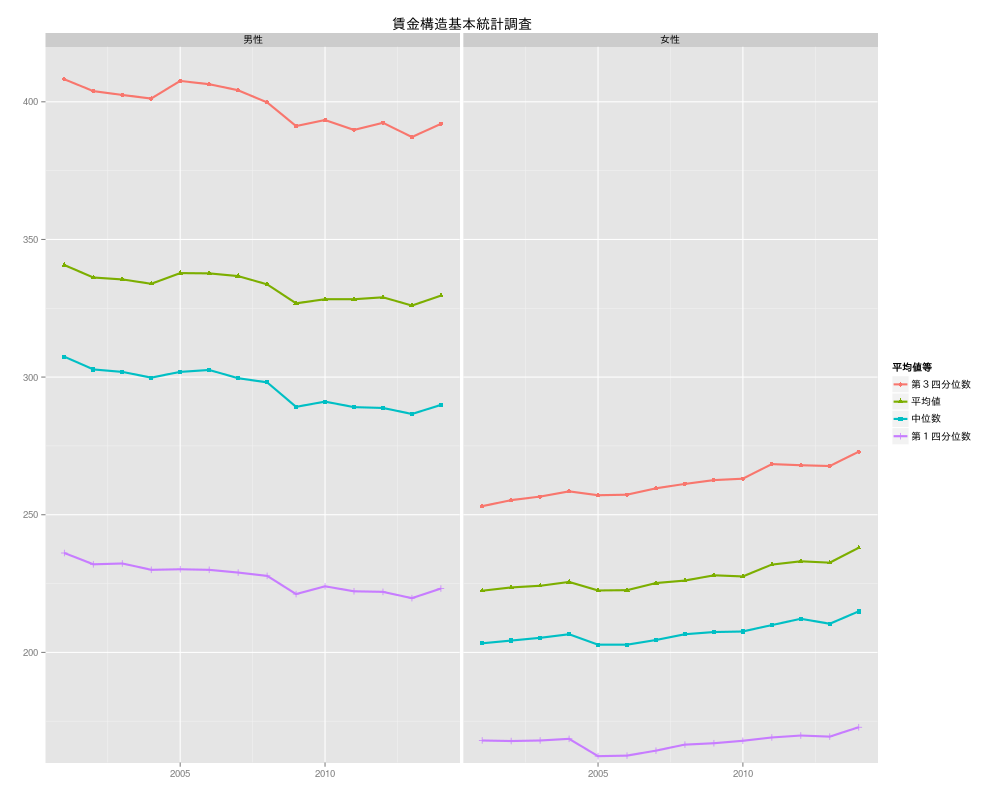 賃金構造基本統計調査
男性
女性
400
350
300
250
200
2005
2010
2005
2010
平均値等
第３四分位数
平均値
中位数
第１四分位数